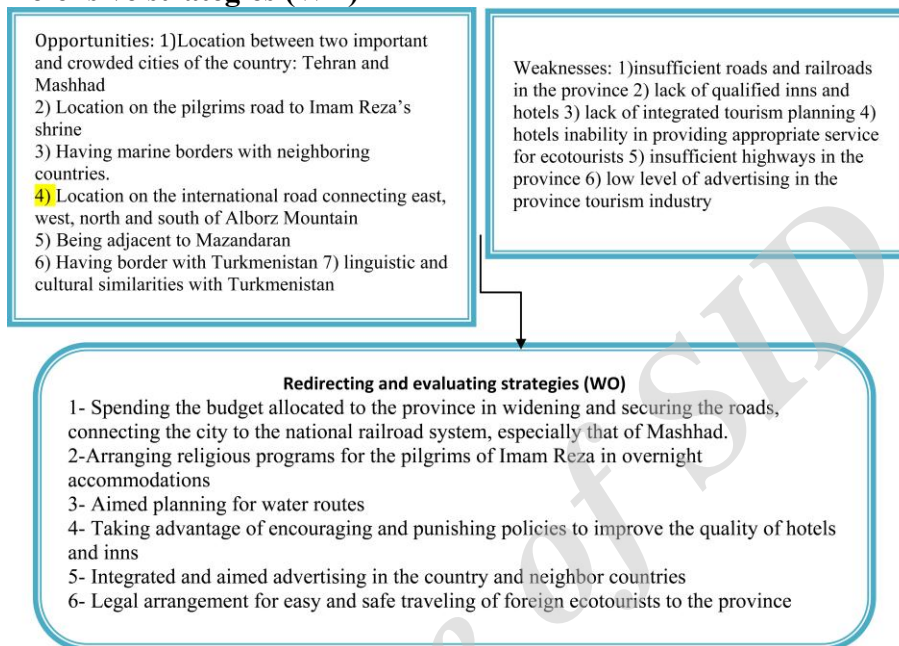 Opportunities: 1)Location between two important
and crowded cities of the country: Tehran and
Mashhad
2) Location on the pilgrims road to Imam Reza's
shrine
3) Having marine borders with neighboring
countries.
4) Location on the international road connecting east,
west, north and south of Alborz Mountain
5) Being adjacent to Mazandaran
6) Having border with Turkmenistan 7) linguistic and
cultural similarities with Turkmenistan
Weaknesses: 1)insufficient roads and railroads
in the province 2) lack of qualified inns and
hotels 3) lack of integrated tourism planning 4)
hotels inability in providing appropriate service
for ecotourists 5) insufficient highways in the
province 6) low level of advertising in the
province tourism industry
Redirecting and evaluating strategies (WO)
1- Spending the budget allocated to the province in widening and securing the roads,
connecting the city to the national railroad system, especially that of Mashhad.
2-Arranging religious programs for the pilgrims of Imam Reza in overnight
accommodations
3- Aimed planning for water routes
4- Taking advantage of encouraging and punishing policies to improve the quality of hotels
and inns
5- Integrated and aimed advertising in the country and neighbor countries
6- Legal arrangement for easy and safe traveling of foreign ecotourists to the province
of SID